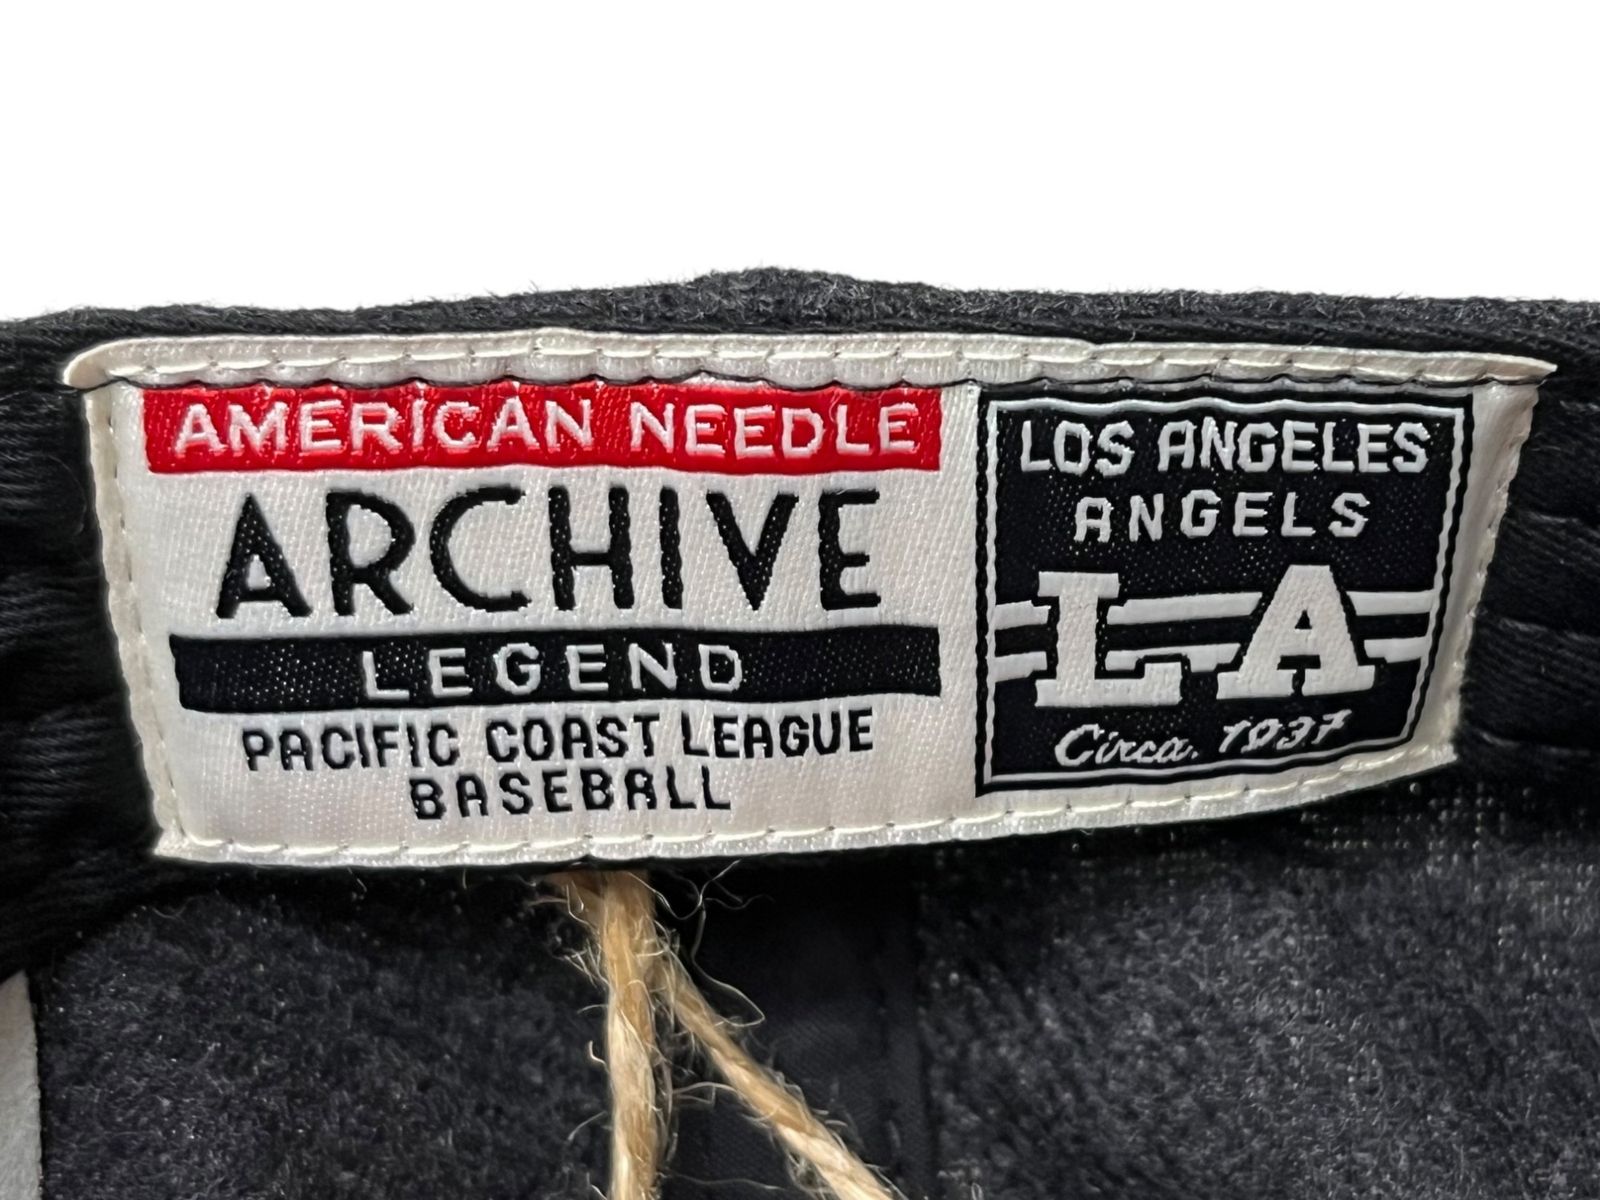 AMERICAN NEEDLE
ARCHIVE
LEGEND
PACIFIC COAST LEAGUE
BASEBALL
LOS ANGELES
ANGELS
LA
Circa. 1937